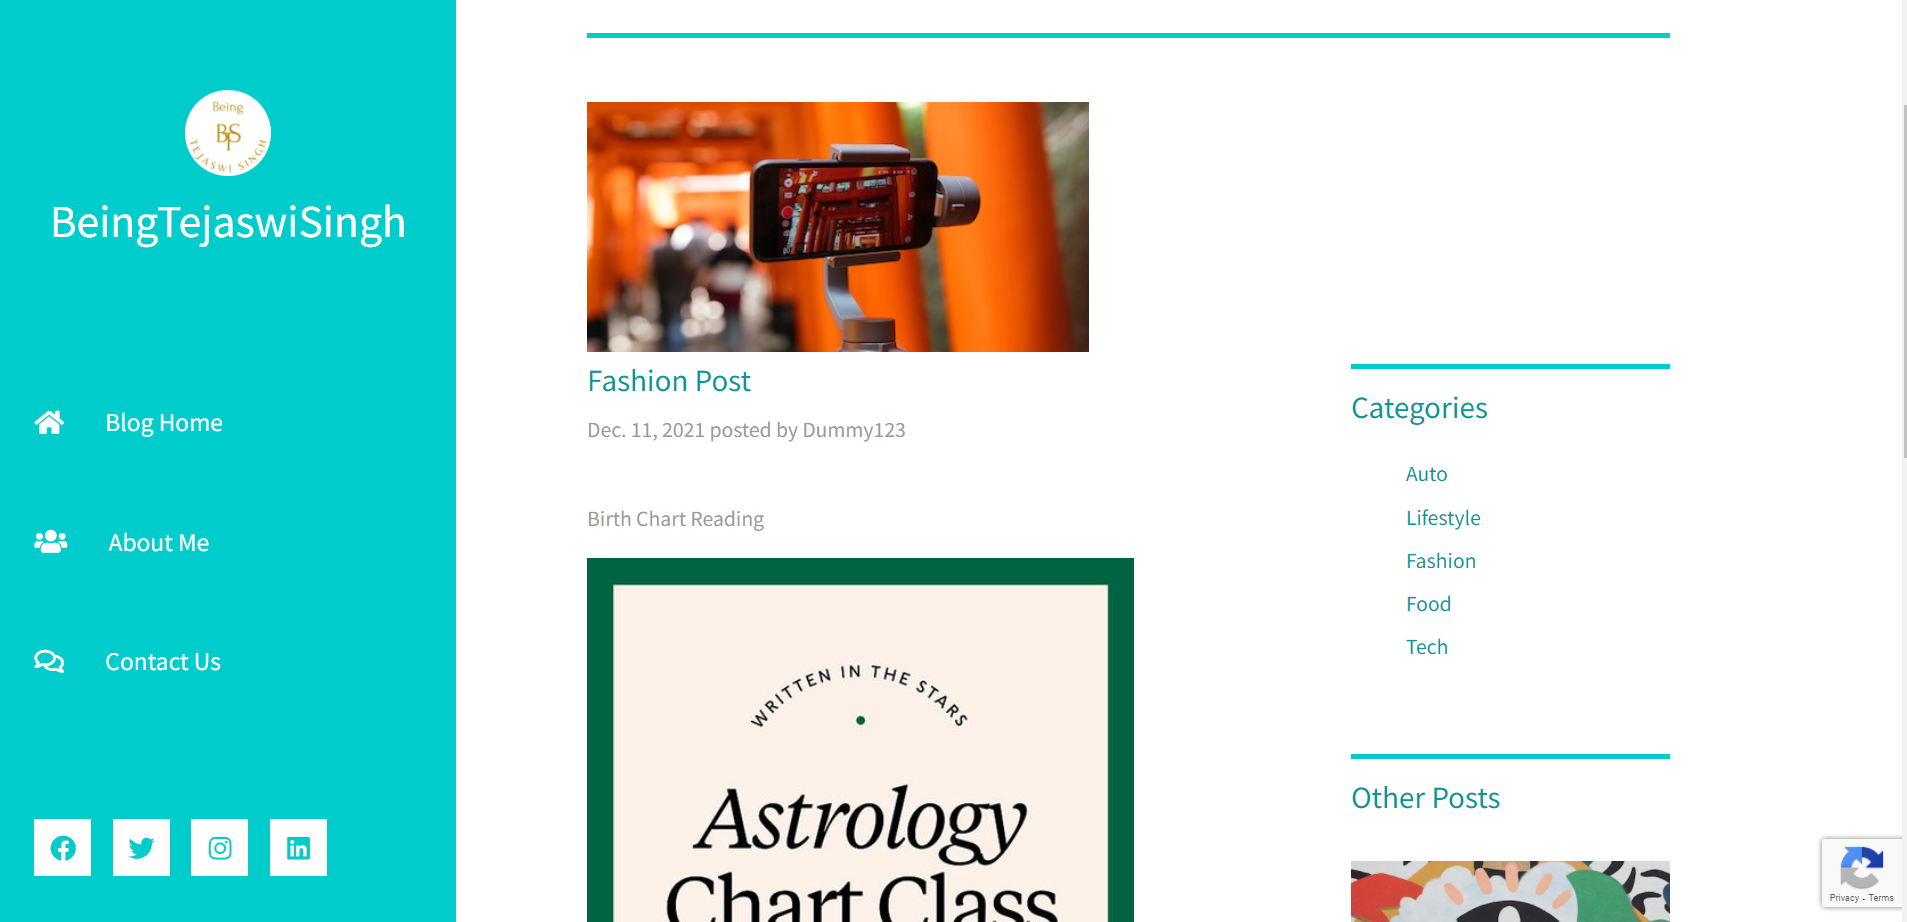 Being
BTS
TEJASWI SINGH
BeingTejaswiSingh
Blog Home
About Me
Contact Us
Fashion Post
Dec. 11, 2021 posted by Dummy123
Birth Chart Reading
WRITTEN IN THE STARS
Astrology
Chart Class
Categories
Auto
Lifestyle
Fashion
Food
Tech
Other Posts
Privacy - Terms